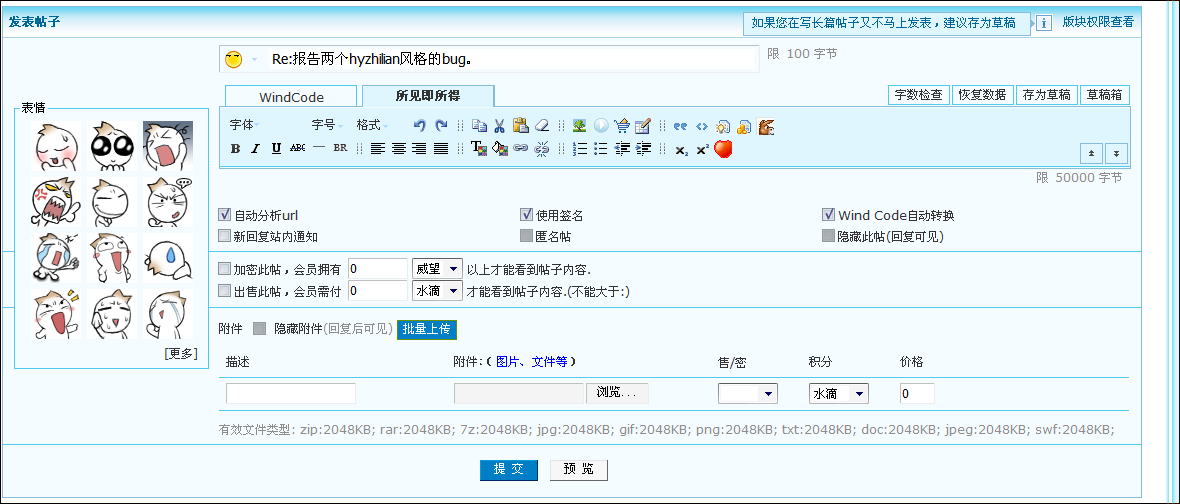 发表帖子
如果您在写长篇帖子又不马上发表，建议存为草稿
版块权限查看
Re:报告两个hyzhilian风格的bug。
限 100 字节
表情
WindCode
所见即所得
字数检查
恢复数据
存为草稿
草稿箱
字体
字号
格式
B I U ABC BR
限 50000 字节
自动分析url
使用签名
Wind Code自动转换
新回复站内通知
匿名帖
隐藏此帖(回复可见)
加密此帖，会员拥有 0 威望 以上才能看到帖子内容.
出售此帖，会员需付 0 水滴 才能看到帖子内容.(不能大于:)
附件 隐藏附件(回复后可见) 批量上传
[更多]
描述 附件:( 图片、文件等 ) 售/密 积分 价格
浏览... 水滴 0
有效文件类型: zip:2048KB; rar:2048KB; 7z:2048KB; jpg:2048KB; gif:2048KB; png:2048KB; txt:2048KB; doc:2048KB; jpeg:2048KB; swf:2048KB;
提 交 预 览